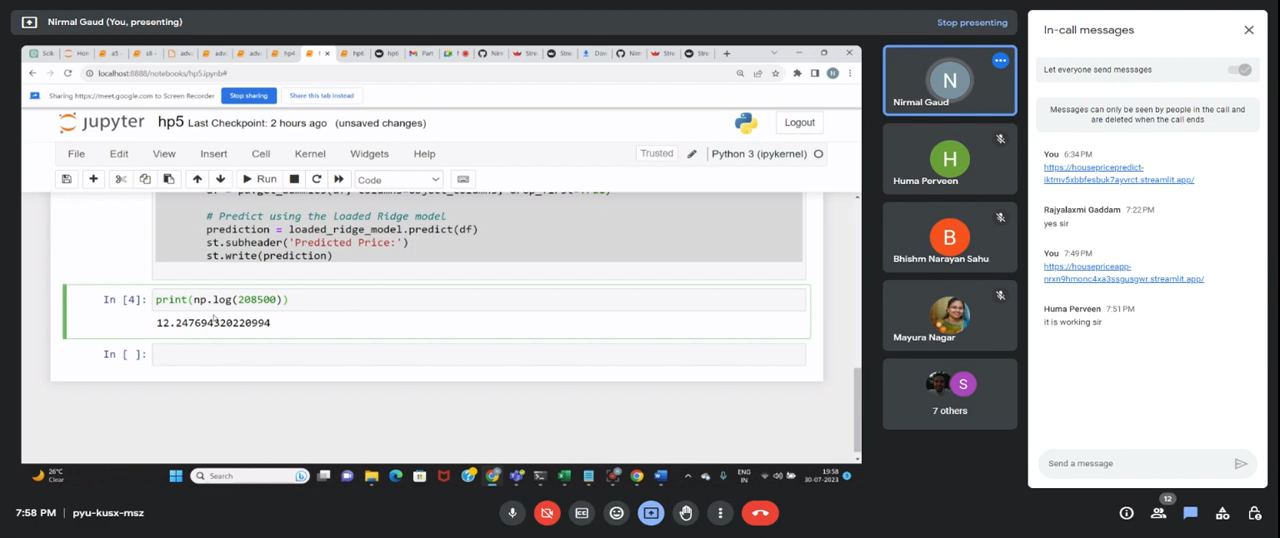 Nirmal Gaud (You, presenting)
Stop presenting
localhost:8888/notebooks/hp5.ipynb#
Sharing https://meet.google.com to Screen Recorder
Stop sharing
Share this tab instead
jupyter hp5 Last Checkpoint: 2 hours ago (unsaved changes)
Logout
File Edit View Insert Cell Kernel Widgets Help
Trusted
Python 3 (ipykernel)
Run
Code
# Predict using the Loaded Ridge model
prediction = loaded_ridge_model.predict(df)
st.subheader('Predicted Price:')
st.write(prediction)
In [4]: print(np.log(208500))
12.247694320220994
In [ ]:
26°C
Clear
Search
ENG
IN
19:58
30-07-2023
N
Nirmal Gaud
H
Huma Perveen
B
Bhishm Narayan Sahu
Mayura Nagar
S
7 others
In-call messages
Let everyone send messages
Messages can only be seen by people in the call and
are deleted when the call ends
You 6:34 PM
https://housepricepredict-
iktmv5xbbfesbuk7ayvrct.streamlit.app/
Rajyalaxmi Gaddam 7:22 PM
yes sir
You 7:49 PM
https://housepriceapp-
nrxn9hmonc4xa3ssgusgwr.streamlit.app/
Huma Perveen 7:51 PM
it is working sir
Send a message
7:58 PM | pyu-kusx-msz
12